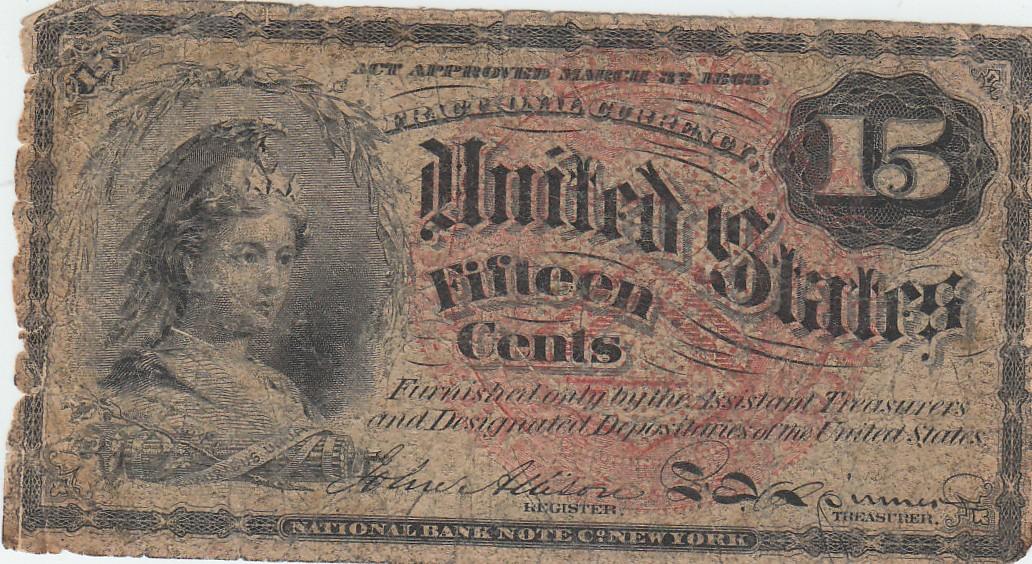 15
ACT APPROVED MARCH 3D 1863.
FRACTIONAL CURRENCY.
15
United States
Fifteen
Cents
Furnished only by the Assistant Treasurers
and Designated Depositaries of the United States.
John Allison
REGISTER.
TREASURER.
NATIONAL BANK NOTE Co NEW YORK